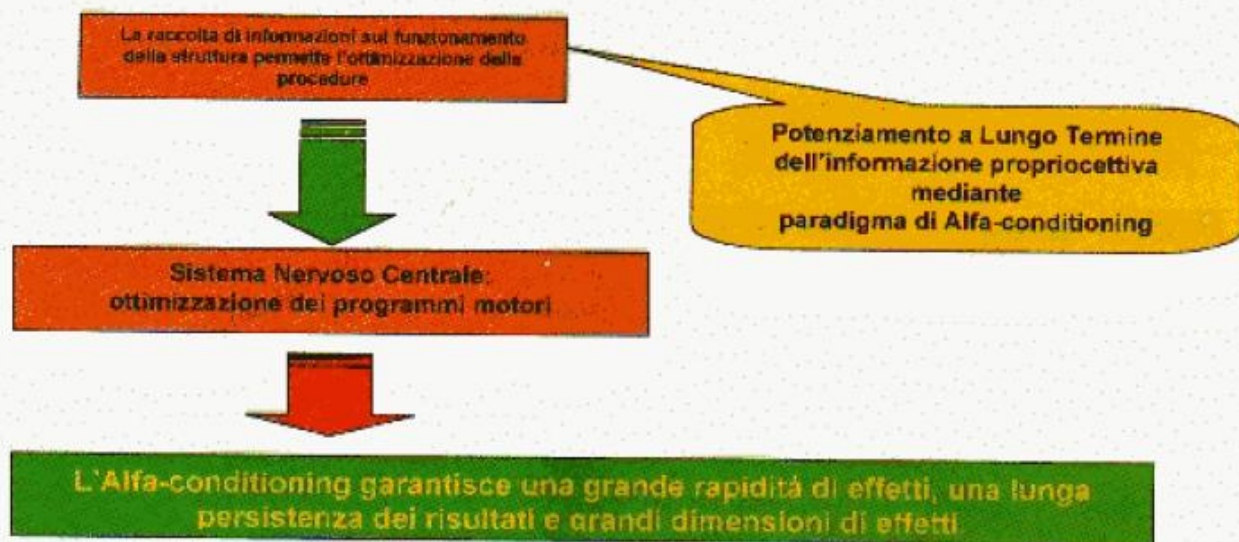 La raccolta di informazioni sul funzionamento
della struttura permette l'ottimizzazione delle
procedure
Potenziamento a Lungo Termine
dell'informazione propriocettiva
mediante
paradigma di Alfa-conditioning
Sistema Nervoso Centrale:
ottimizzazione dei programmi motori
L'Alfa-conditioning garantisce una grande rapidità di effetti, una lunga
persistenza dei risultati e grandi dimensioni di effetti